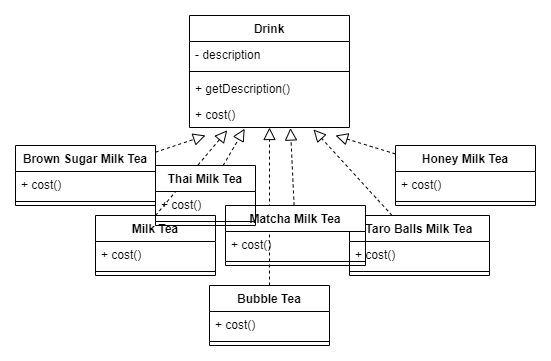 Drink
- description
+ getDescription()
+ cost()
Brown Sugar Milk Tea
+ cost()
Thai Milk Tea
+ cost()
Honey Milk Tea
+ cost()
Milk Tea
+ cost()
Matcha Milk Tea
+ cost()
Taro Balls Milk Tea
+ cost()
Bubble Tea
+ cost()